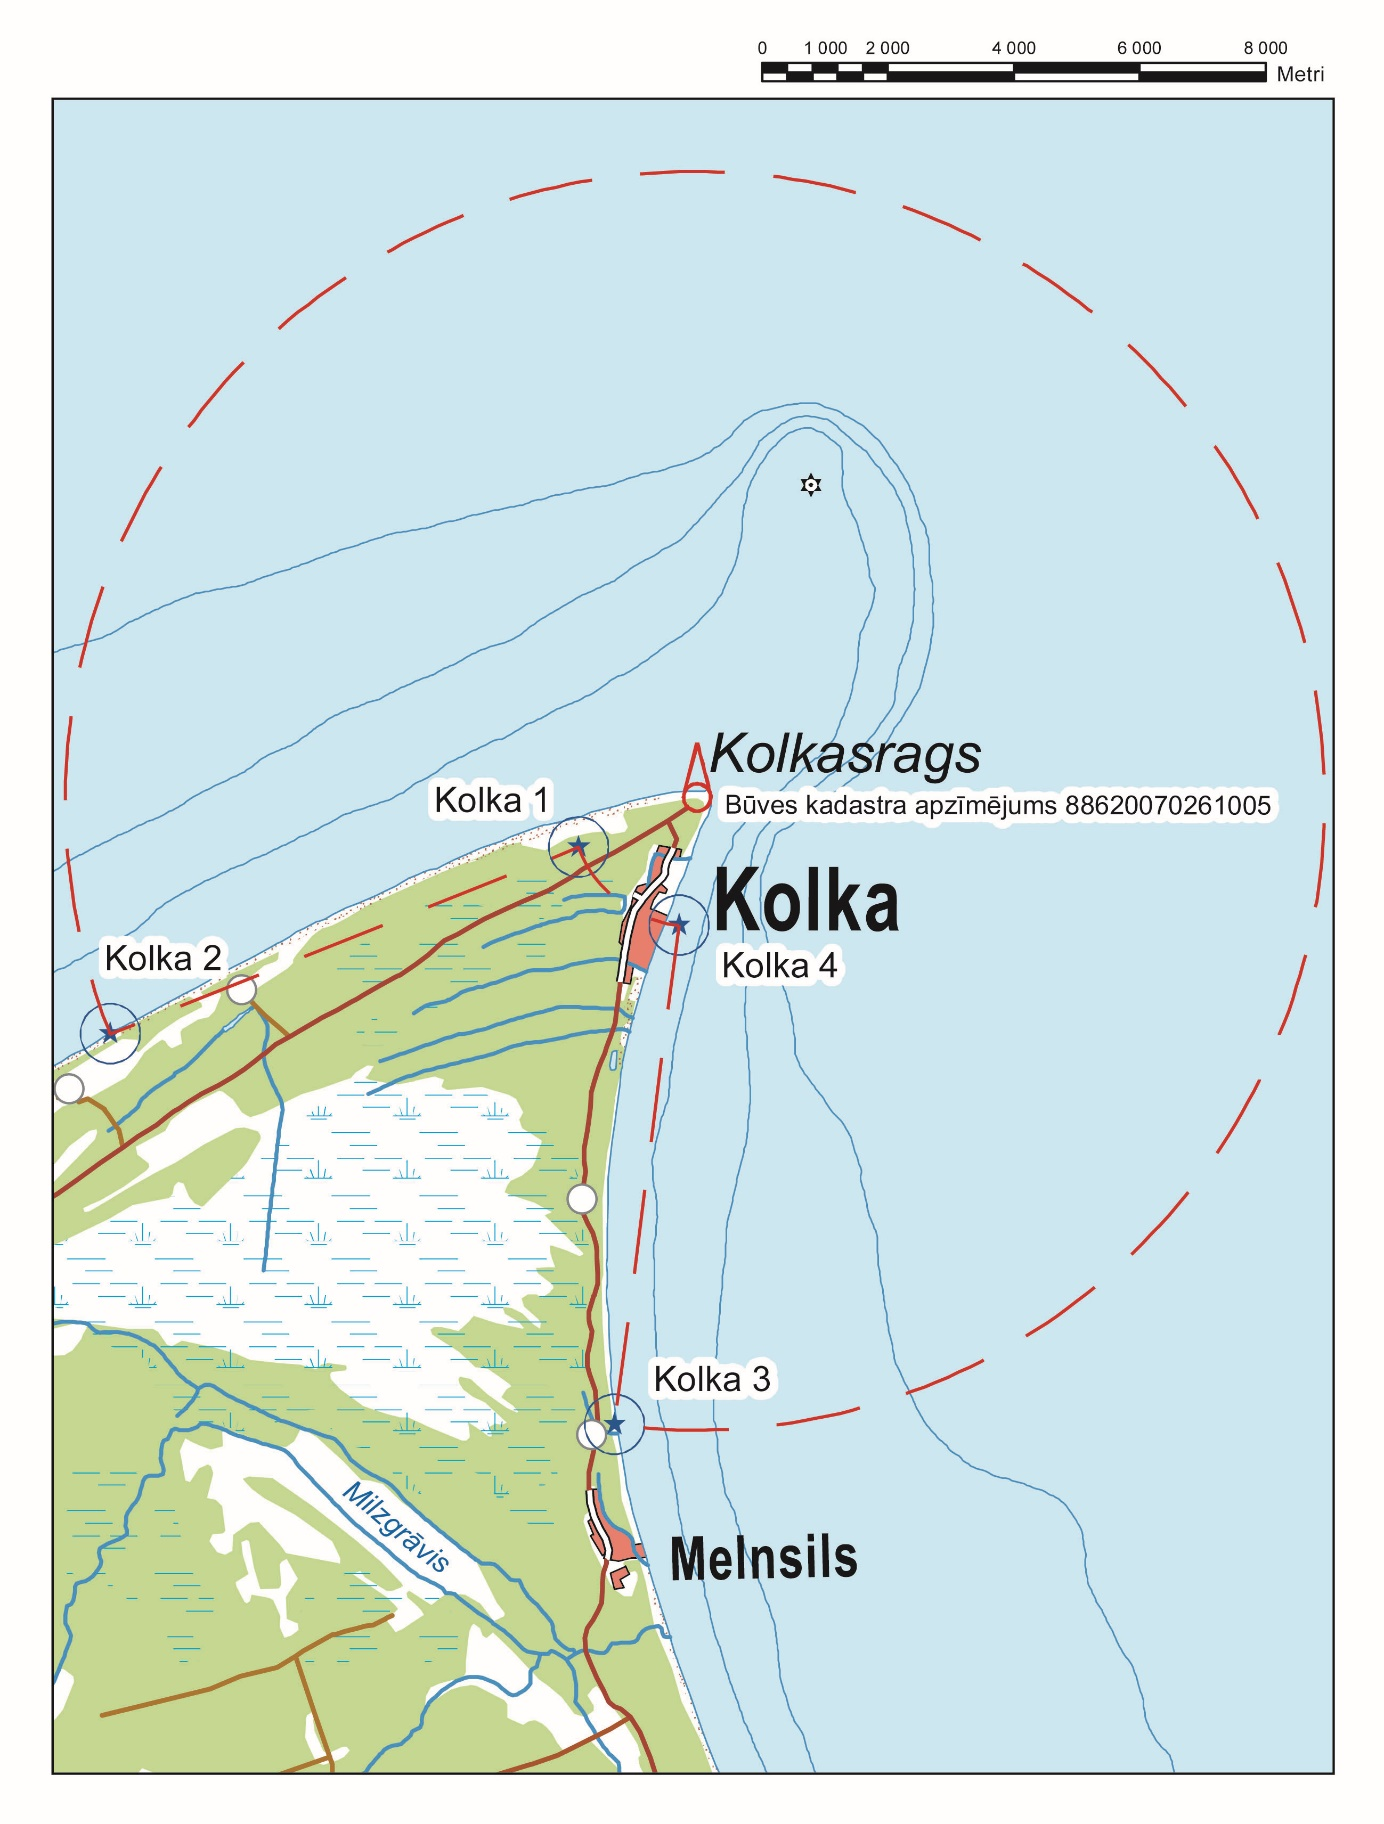 0 1 000 2 000 4 000 6 000 8 000
Metri
Kolkasrags
Kolka 1
Būves kadastra apzīmējums 88620070261005
Kolka
Kolka 2
Kolka 4
Kolka 3
Milzgrāvis
Melnsils